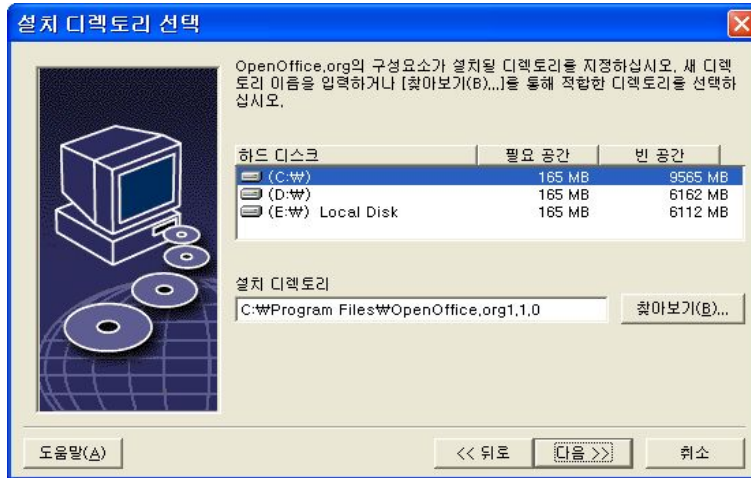 설치 디렉토리 선택
OpenOffice.org의 구성요소가 설치될 디렉토리를 지정하십시오. 새 디렉
토리 이음을 입력하거나 [찾아보기(B)...]를 통해 적합한 디렉토리를 선택하
십시오.
하드 디스크 필요 공간 빈 공간
(C:₩) 165 MB 9565 MB
(D:₩) 165 MB 6162 MB
(E:₩) Local Disk 165 MB 6112 MB
설치 디렉토리
C:₩Program Files₩OpenOffice.org1.1.0 찾아보기(B)...
도움말(A) << 뒤로 다음 >> 취소